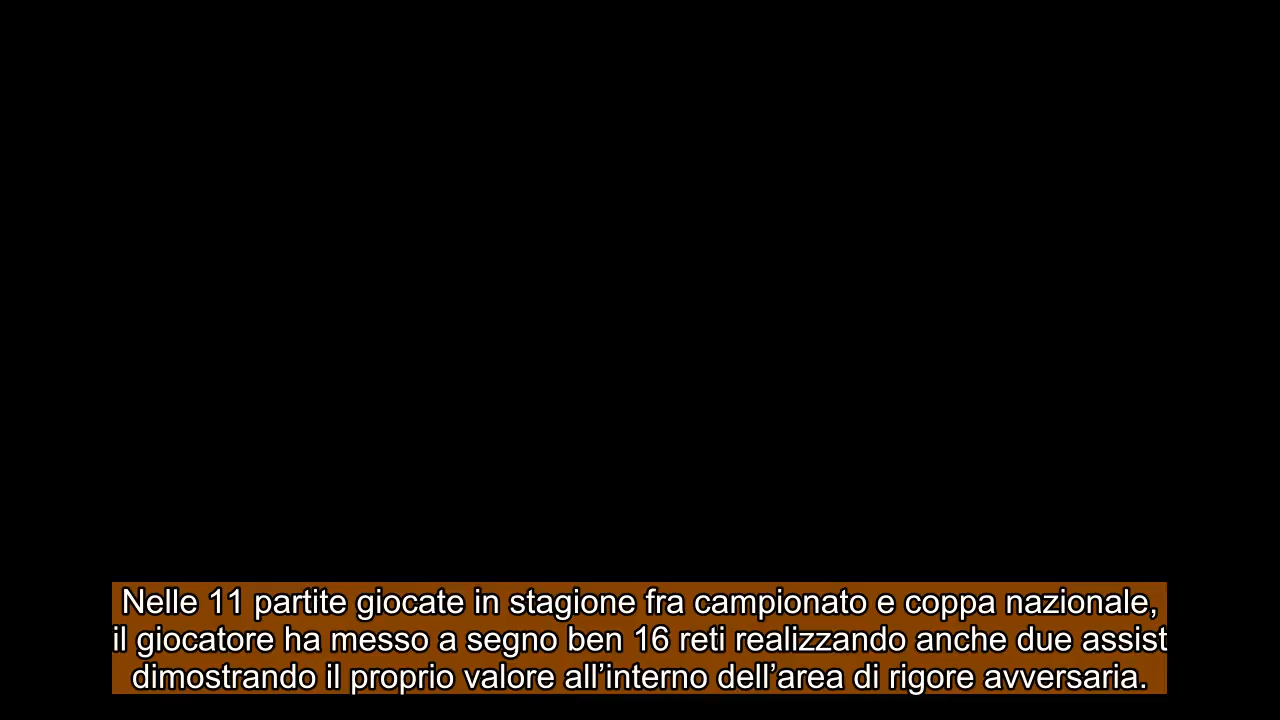 Nelle 11 partite giocate in stagione fra campionato e coppa nazionale,
il giocatore ha messo a segno ben 16 reti realizzando anche due assist
dimostrando il proprio valore all’interno dell’area di rigore avversaria.